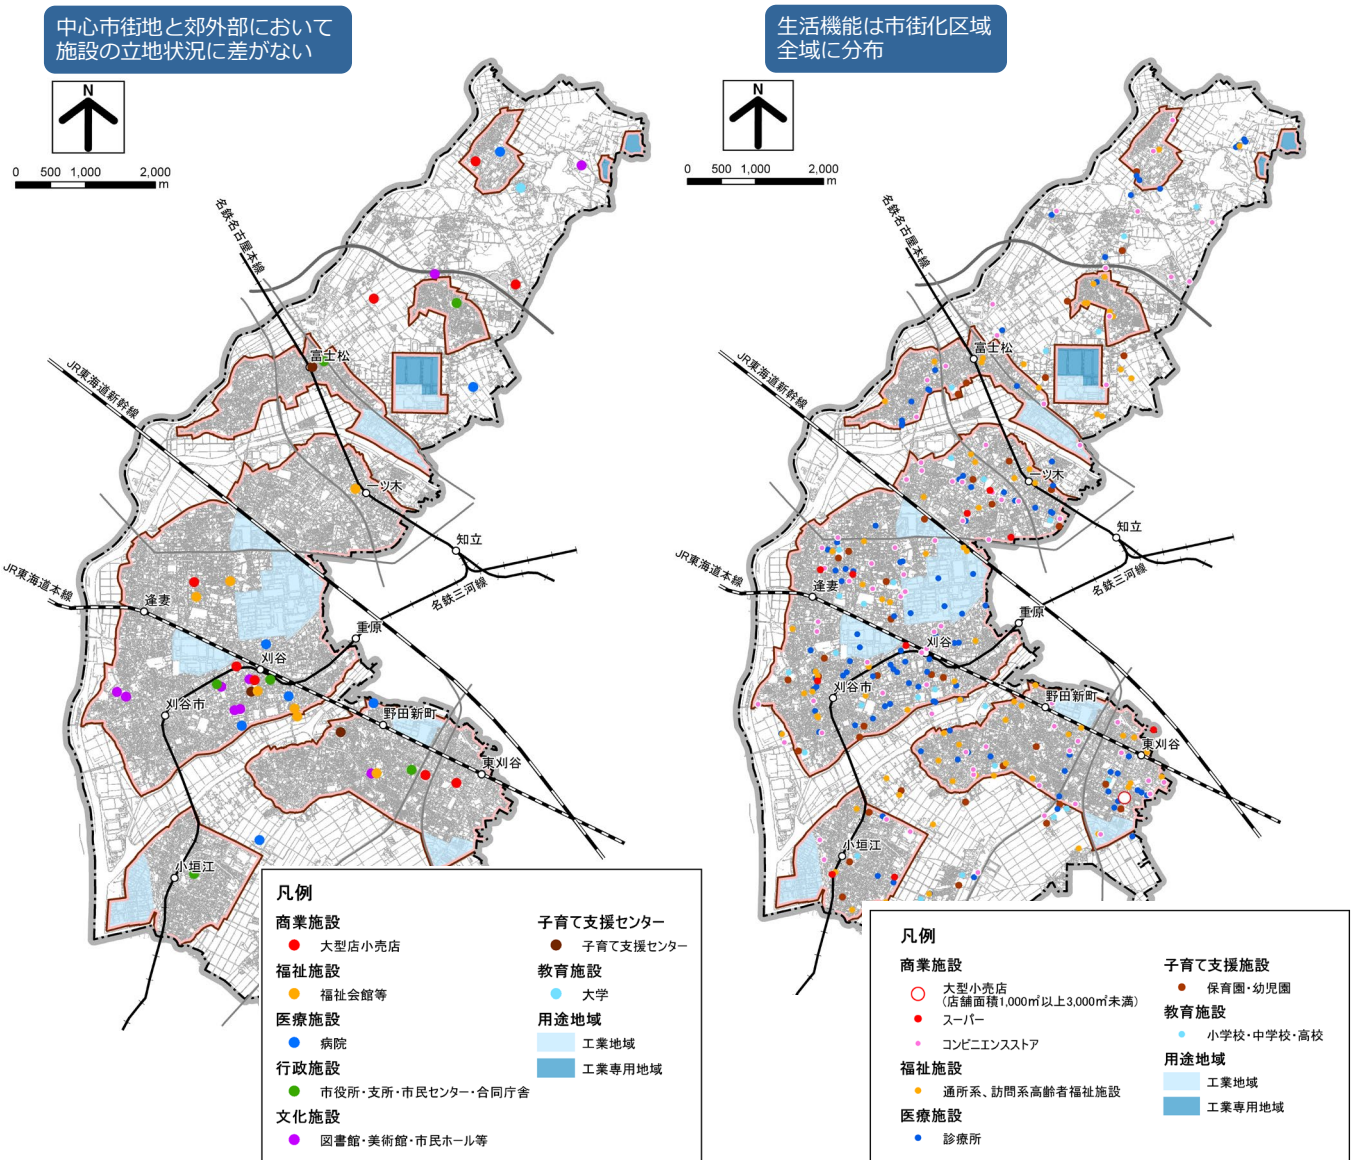 中心市街地と郊外部において
施設の立地状況に差がない
N
0 500 1,000 2,000
m
名鉄名古屋本線
富士松
JR東海道新幹線
一ツ木
知立
名鉄三河線
JR東海道本線
逢妻
重原
刈谷
刈谷市
野田新町
東刈谷
小垣江
凡例
商業施設
大型店小売店
福祉施設
福祉会館等
医療施設
病院
行政施設
市役所・支所・市民センター・合同庁舎
文化施設
図書館・美術館・市民ホール等
子育て支援センター
子育て支援センター
教育施設
大学
用途地域
工業地域
工業専用地域
生活機能は市街化区域
全域に分布
N
0 500 1,000 2,000
m
名鉄名古屋本線
富士松
JR東海道新幹線
一ツ木
知立
名鉄三河線
JR東海道本線
逢妻
重原
刈谷
刈谷市
野田新町
東刈谷
小垣江
凡例
商業施設
大型小売店
(店舗面積1,000㎡以上3,000㎡未満)
スーパー
コンビニエンスストア
福祉施設
通所系、訪問系高齢者福祉施設
医療施設
診療所
子育て支援施設
保育園・幼児園
教育施設
小学校・中学校・高校
用途地域
工業地域
工業専用地域